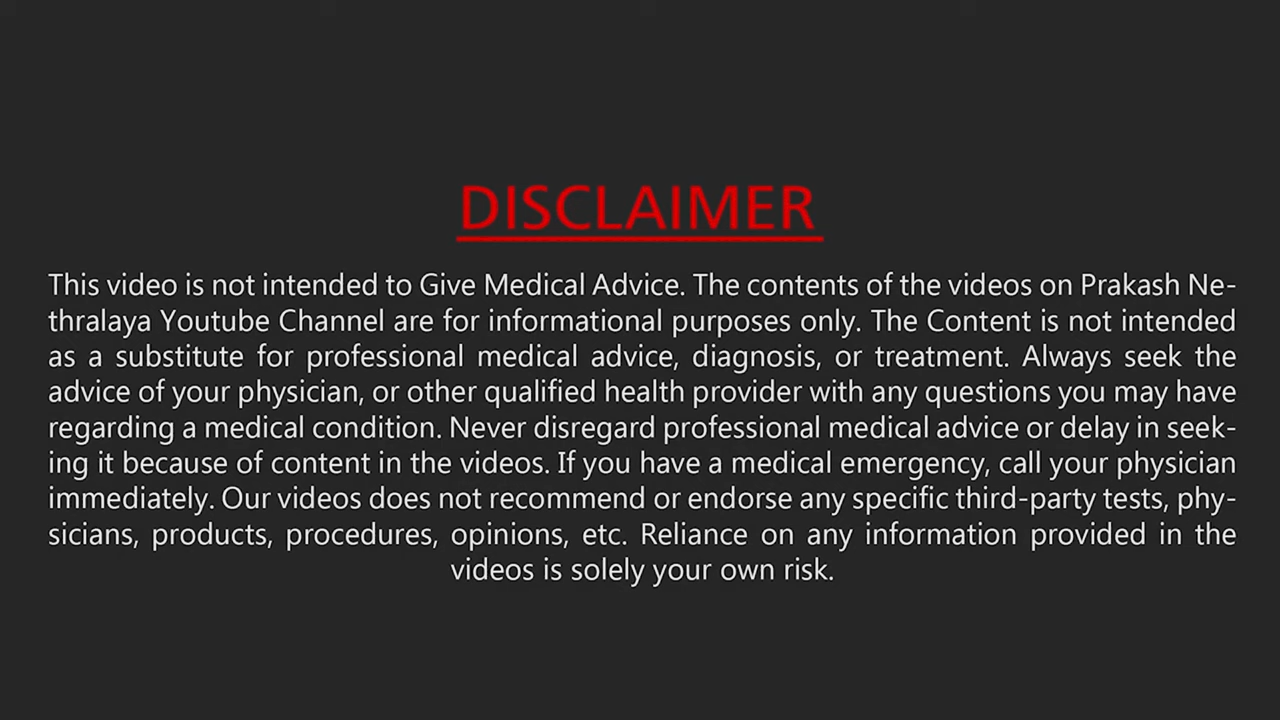 DISCLAIMER
This video is not intended to Give Medical Advice. The contents of the videos on Prakash Ne-
thralaya Youtube Channel are for informational purposes only. The Content is not intended
as a substitute for professional medical advice, diagnosis, or treatment. Always seek the
advice of your physician, or other qualified health provider with any questions you may have
regarding a medical condition. Never disregard professional medical advice or delay in seek-
ing it because of content in the videos. If you have a medical emergency, call your physician
immediately. Our videos does not recommend or endorse any specific third-party tests, phy-
sicians, products, procedures, opinions, etc. Reliance on any information provided in the
videos is solely your own risk.